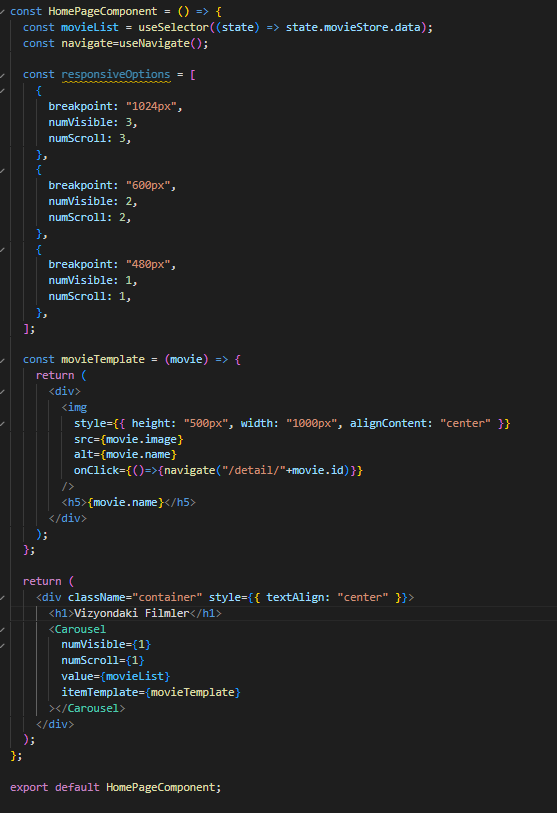 const HomePageComponent = () => {
const movieList = useSelector((state) => state.movieStore.data);
const navigate=useNavigate();
const responsiveOptions = [
{
breakpoint: "1024px",
numVisible: 3,
numScroll: 3,
},
{
breakpoint: "600px",
numVisible: 2,
numScroll: 2,
},
{
breakpoint: "480px",
numVisible: 1,
numScroll: 1,
},
];
const movieTemplate = (movie) => {
return (
<div>
<img
style={{ height: "500px", width: "1000px", alignContent: "center" }}
src={movie.image}
alt={movie.name}
onClick={()=>{navigate("/detail/"+movie.id)}}
/>
<h5>{movie.name}</h5>
</div>
);
};
return (
<div className="container" style={{ textAlign: "center" }}>
<h1>Vizyondaki Filmler</h1>
<Carousel
numVisible={1}
numScroll={1}
value={movieList}
itemTemplate={movieTemplate}
></Carousel>
</div>
);
};
export default HomePageComponent;